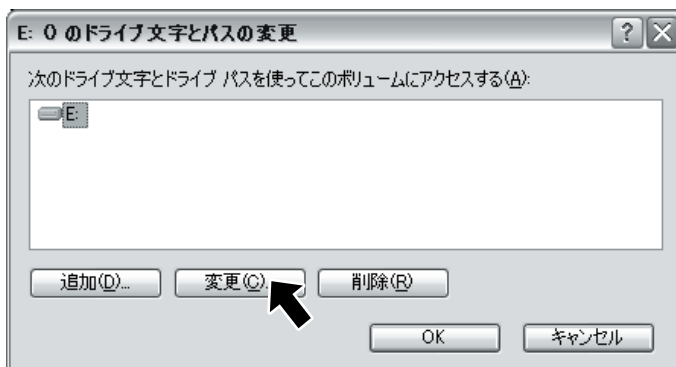 E: 0 のドライブ文字とパスの変更
次のドライブ文字とドライブ パスを使ってこのボリュームにアクセスする(A):
E:
追加(D)...
変更(C)...
削除(R)
OK
キャンセル